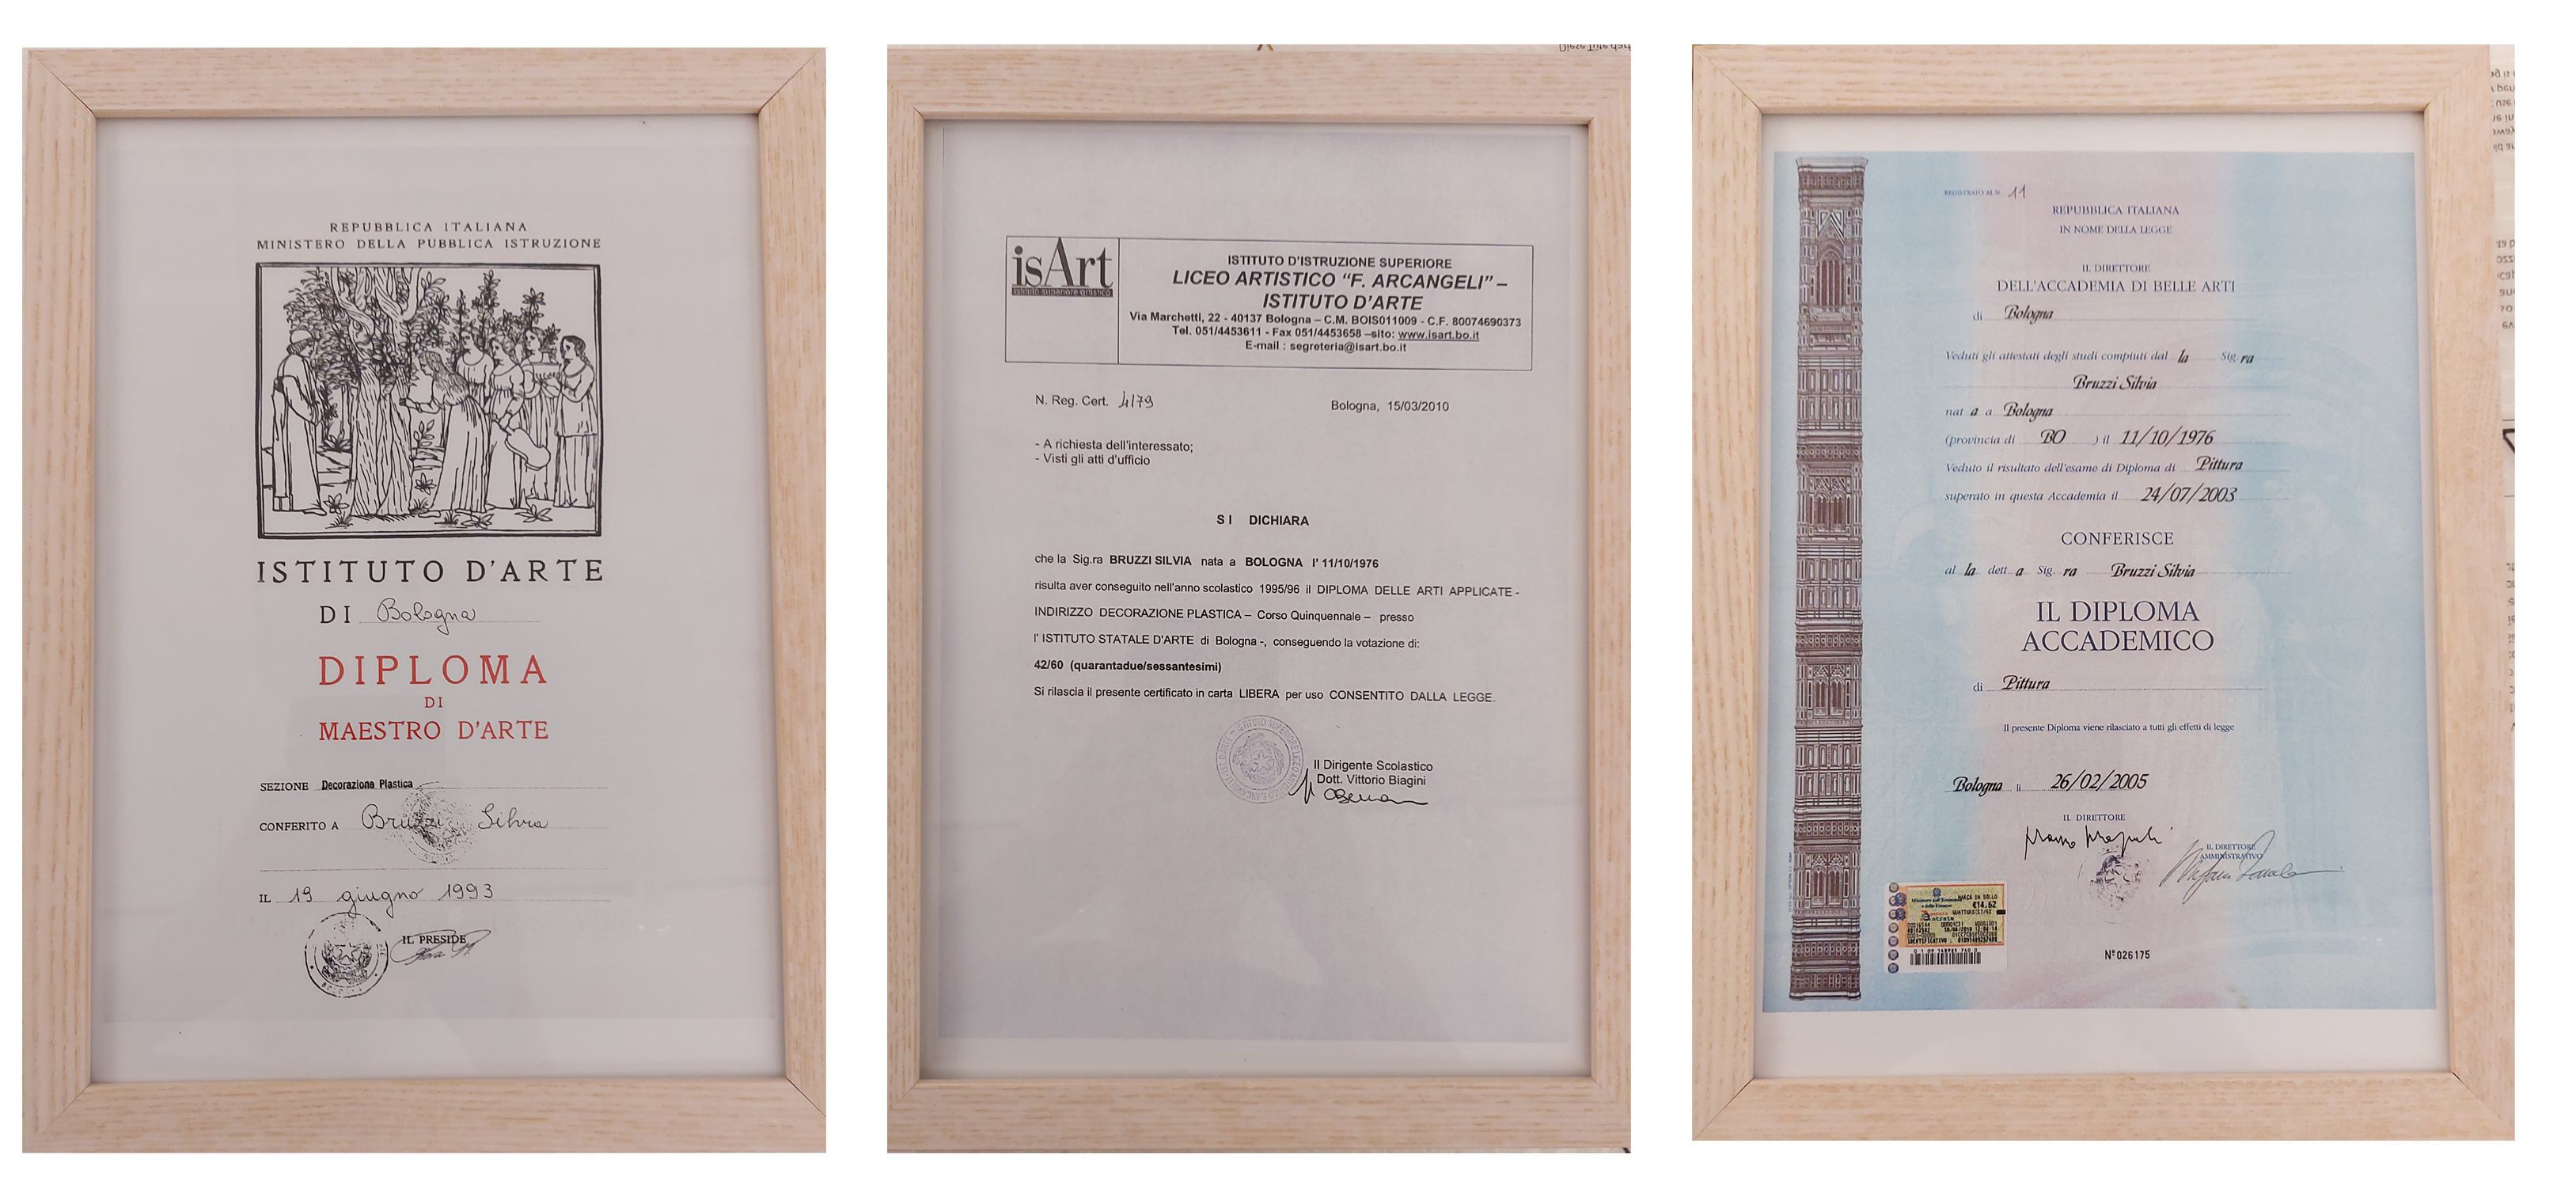 REPUBBLICA ITALIANA
MINISTERO DELLA PUBBLICA ISTRUZIONE
ISTITUTO D'ARTE
DI Bologna
DIPLOMA
DI
MAESTRO D'ARTE
SEZIONE Decorazione Plastica
CONFERITO A Bruzzi Silvia
IL 19 giugno 1993
IL PRESIDE
isArt
istituto superiore artistico
ISTITUTO D'ISTRUZIONE SUPERIORE
LICEO ARTISTICO “F. ARCANGELI” –
ISTITUTO D'ARTE
Via Marchetti, 22 - 40137 Bologna – C.M. BOIS011009 - C.F. 80074690373
Tel. 051/4453611 - Fax 051/4453658 –sito: www.isart.bo.it
E-mail : segreteria@isart.bo.it
N. Reg. Cert. 4179
Bologna, 15/03/2010
- A richiesta dell'interessato;
- Visti gli atti d'ufficio
SI DICHIARA
che la Sig.ra BRUZZI SILVIA nata a BOLOGNA l' 11/10/1976
risulta aver conseguito nell'anno scolastico 1995/96 il DIPLOMA DELLE ARTI APPLICATE -
INDIRIZZO DECORAZIONE PLASTICA – Corso Quinquennale – presso
l' ISTITUTO STATALE D'ARTE di Bologna -, conseguendo la votazione di:
42/60 (quarantadue/sessantesimi)
Si rilascia il presente certificato in carta LIBERA per uso CONSENTITO DALLA LEGGE.
Il Dirigente Scolastico
Dott. Vittorio Biagini
REGISTRATO AL N. 11
REPUBBLICA ITALIANA
IN NOME DELLA LEGGE
IL DIRETTORE
DELL'ACCADEMIA DI BELLE ARTI
di Bologna
Veduti gli attestati degli studi compiuti dal la Sig.ra
Bruzzi Silvia
nat a a Bologna
(provincia di BO ) il 11/10/1976
Veduto il risultato dell'esame di Diploma di Pittura
superato in questa Accademia il 24/07/2003
CONFERISCE
al la dett a Sig. ra Bruzzi Silvia
IL DIPLOMA
ACCADEMICO
di Pittura
Il presente Diploma viene rilasciato a tutti gli effetti di legge
Bologna li 26/02/2005
IL DIRETTORE
IL DIRETTORE
AMMINISTRATIVO
MARCA DA BOLLO
€14,62
N° 026175